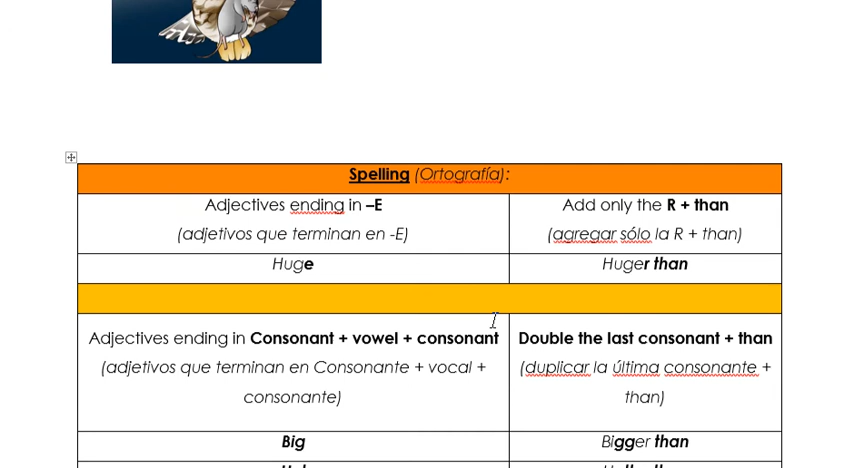 Spelling (Ortografía):
Adjectives ending in –E
(adjetivos que terminan en -E)
Add only the R + than
(agregar sólo la R + than)
Huge
Huger than
Adjectives ending in Consonant + vowel + consonant
(adjetivos que terminan en Consonante + vocal +
consonante)
Double the last consonant + than
(duplicar la última consonante +
than)
Big
Bigger than